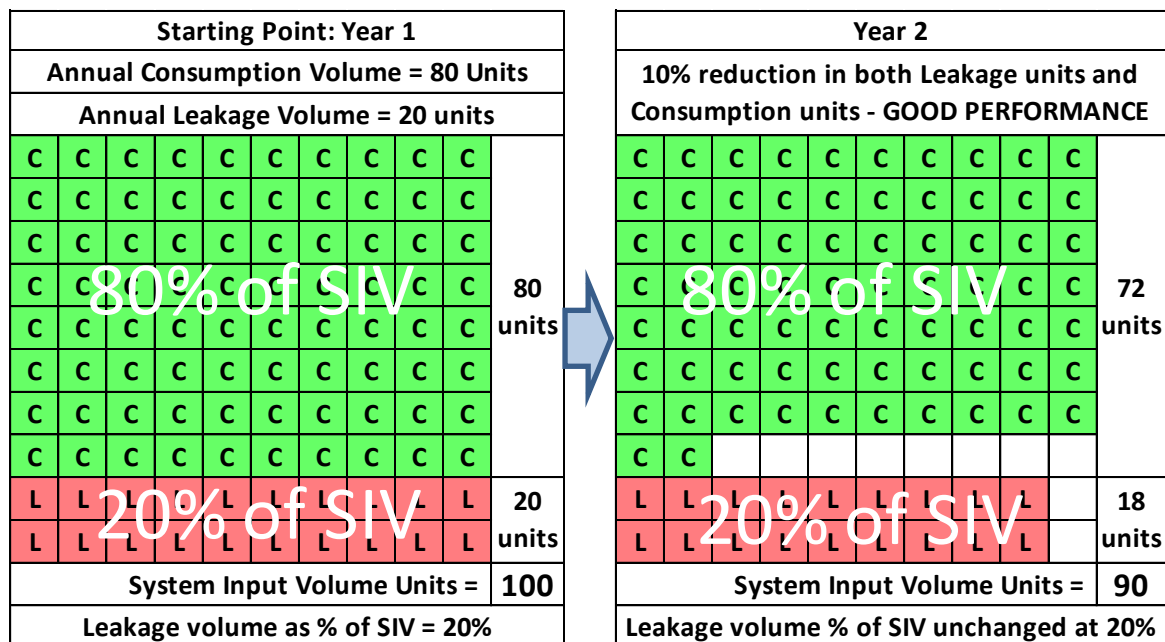 Starting Point: Year 1
Annual Consumption Volume = 80 Units
Annual Leakage Volume = 20 units
C C C C C C C C C C
C C C C C C C C C C
C C C C C C C C C C
C C C C C C C C C C
80% of SIV
80
units
C C C C C C C C C C
C C C C C C C C C C
C C C C C C C C C C
C C C C C C C C C C
L L L L L L L L L L
20% of SIV
20
units
L L L L L L L L L L
System Input Volume Units = 100
Leakage volume as % of SIV = 20%
Year 2
10% reduction in both Leakage units and
Consumption units - GOOD PERFORMANCE
C C C C C C C C C C
C C C C C C C C C C
C C C C C C C C C C
C C C C C C C C C C
80% of SIV
72
units
C C C C C C C C C C
C C C C C C C C C C
C C C C C C C C C C
C C
L L L L L L L L L
20% of SIV
18
units
L L L L L L L L L
System Input Volume Units = 90
Leakage volume % of SIV unchanged at 20%